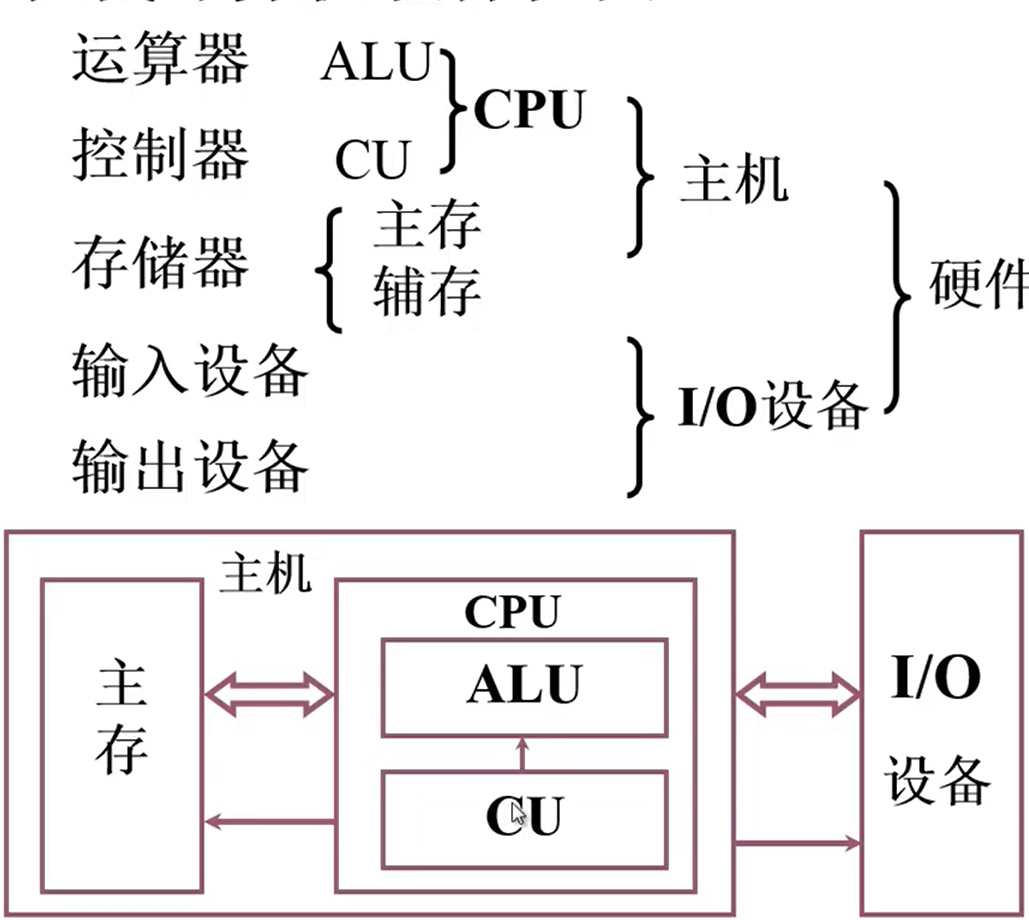 运算器 ALU
CPU
控制器 CU
主机
主存
存储器
辅存
硬件
输入设备
I/O设备
输出设备
主机
CPU
主
存
ALU
CU
I/O
设备